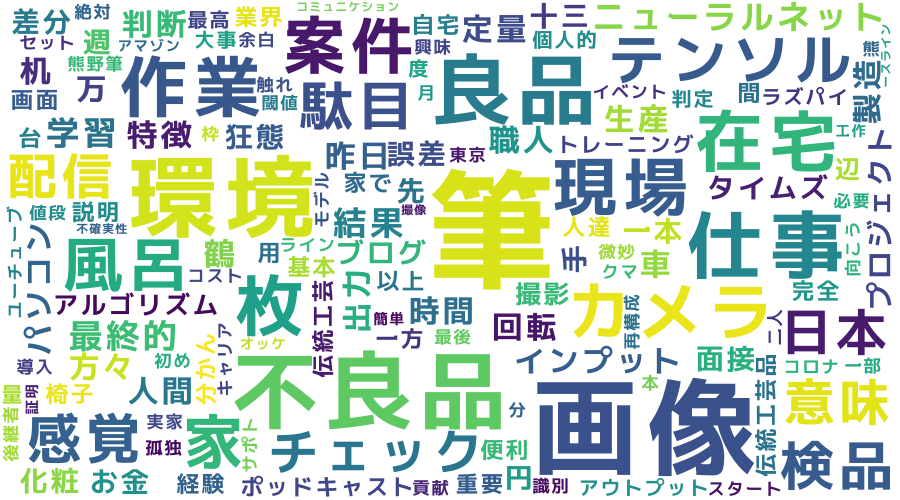 差分
絶対
判断
最高
業界
コミュニケーション
案件
自宅
定量
十三
ニューラルネット
セット
週
アマゾン
大事
余白
興味
個人的
テンソル
熊
机
万
熊野筆
作業
触れ
閾値
駄目
度
月
良品
イベント
判定
間
ラズパイ
製造
画面
台
学習
特徴
枠
狂態
昨日
誤差
東京
職人
生産
トレーニング
在宅
工作
配信
環境
モデル
家で
先
撮像
筆
現場
タイムズ
辺
必要
プロジェクト
値段
説明
不確実性
ユーチューブ
パソコン
風呂
鶴
用
ライン
結果
ブログ
基本
以上
人達
一本
微妙
クマ
車
手
仕事
向こう
コスト
アルゴリズム
枚
伝統工芸
出力
簡単
時間
一方
撮影
回転
カメラ
再構成
完全
二人
日本
最終的
オッケ
最後
導入
方々
初め
分かん
キャリア
不良品
インプット
面接
コロナ
一部
本
後継者
量
証明
椅子
人間
感覚
実家
孤独
家
サポト
チェック
便利
分
画像
伝統工芸品
意味
検品
化粧
お金
経験
ポッドキャスト
貢献
重要
円
識別
アウトプット
スタート